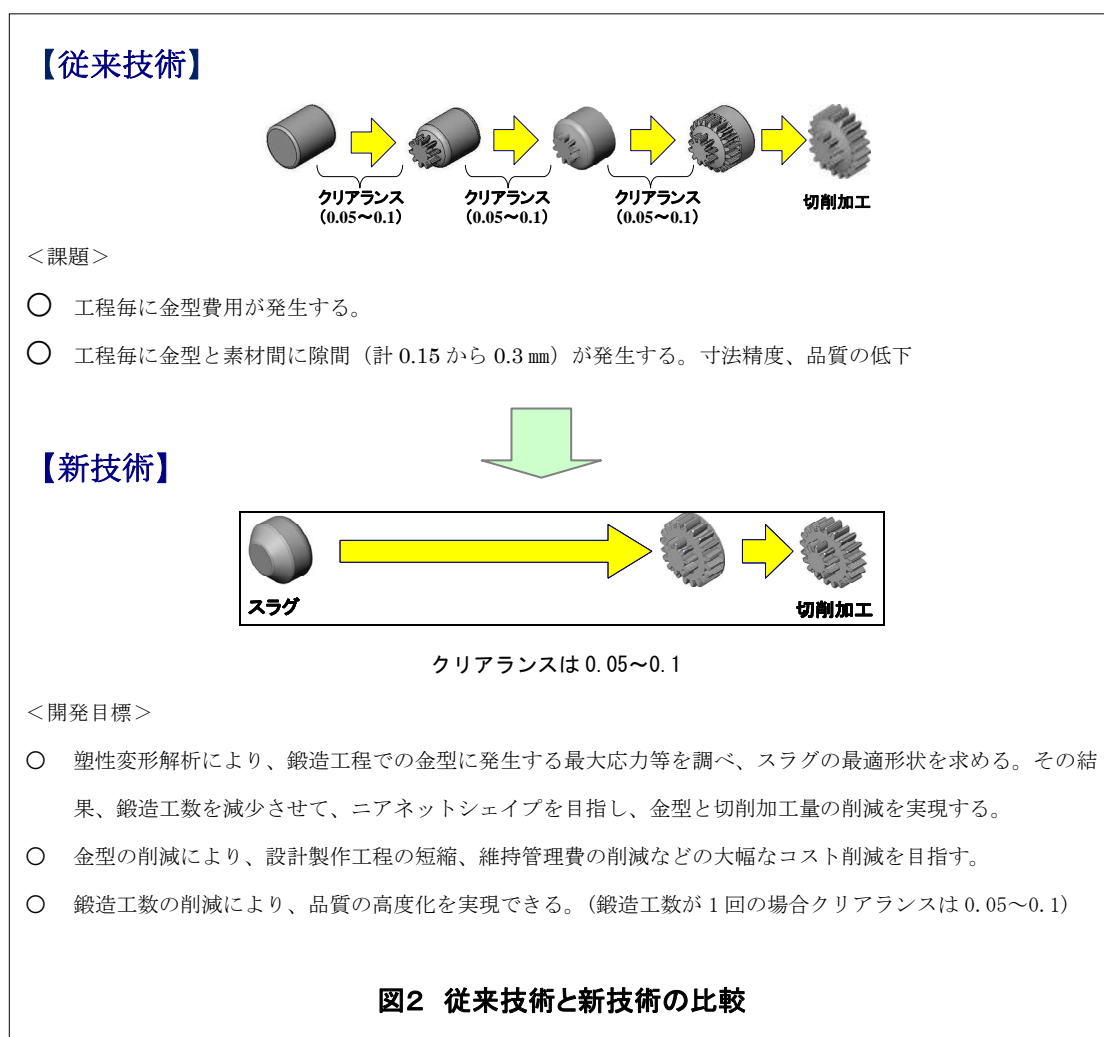 【従来技術】
クリアランス クリアランス クリアランス
(0.05～0.1) (0.05～0.1) (0.05～0.1)
切削加工
＜課題＞
○ 工程毎に金型費用が発生する。
○ 工程毎に金型と素材間に隙間（計 0.15 から 0.3 ㎜）が発生する。寸法精度、品質の低下
【新技術】
スラグ 切削加工
クリアランスは 0.05～0.1
＜開発目標＞
○ 塑性変形解析により、鍛造工程での金型に発生する最大応力等を調べ、スラグの最適形状を求める。その結
果、鍛造工数を減少させて、ニアネットシェイプを目指し、金型と切削加工量の削減を実現する。
○ 金型の削減により、設計製作工程の短縮、維持管理費の削減などの大幅なコスト削減を目指す。
○ 鍛造工数の削減により、品質の高度化を実現できる。（鍛造工数が 1 回の場合クリアランスは 0.05～0.1）
図２ 従来技術と新技術の比較